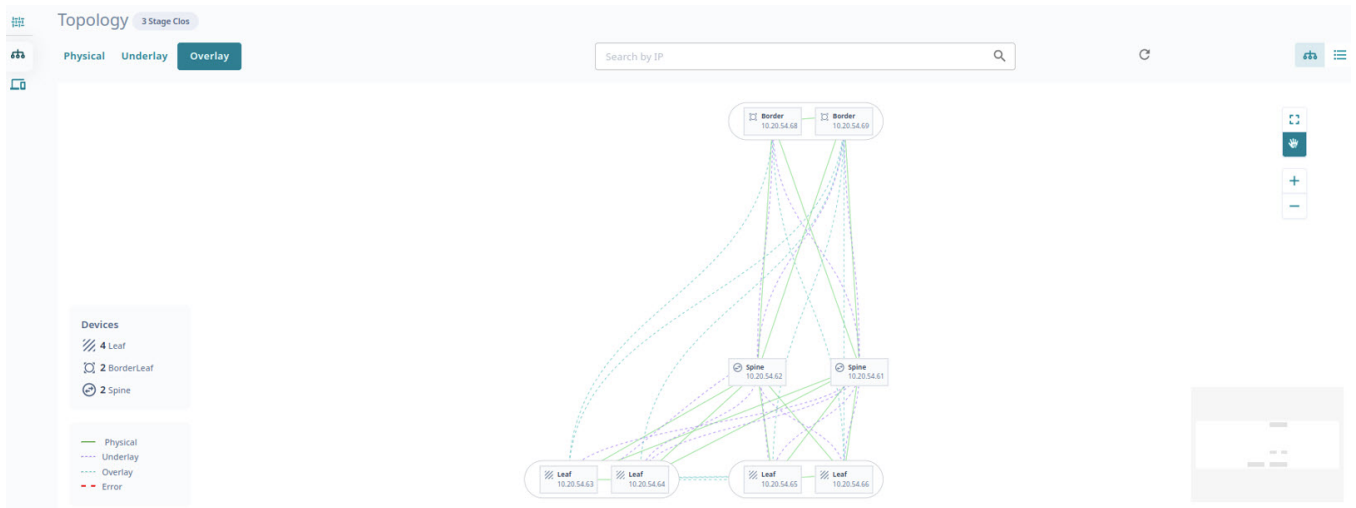 Topology 3 Stage Clos
Physical Underlay Overlay
Search by IP
Border
10.20.54.68
Border
10.20.54.69
Spine
10.20.54.62
Spine
10.20.54.61
Devices
4 Leaf
2 BorderLeaf
2 Spine
Physical
Underlay
Overlay
Error
Leaf
10.20.54.63
Leaf
10.20.54.64
Leaf
10.20.54.65
Leaf
10.20.54.66